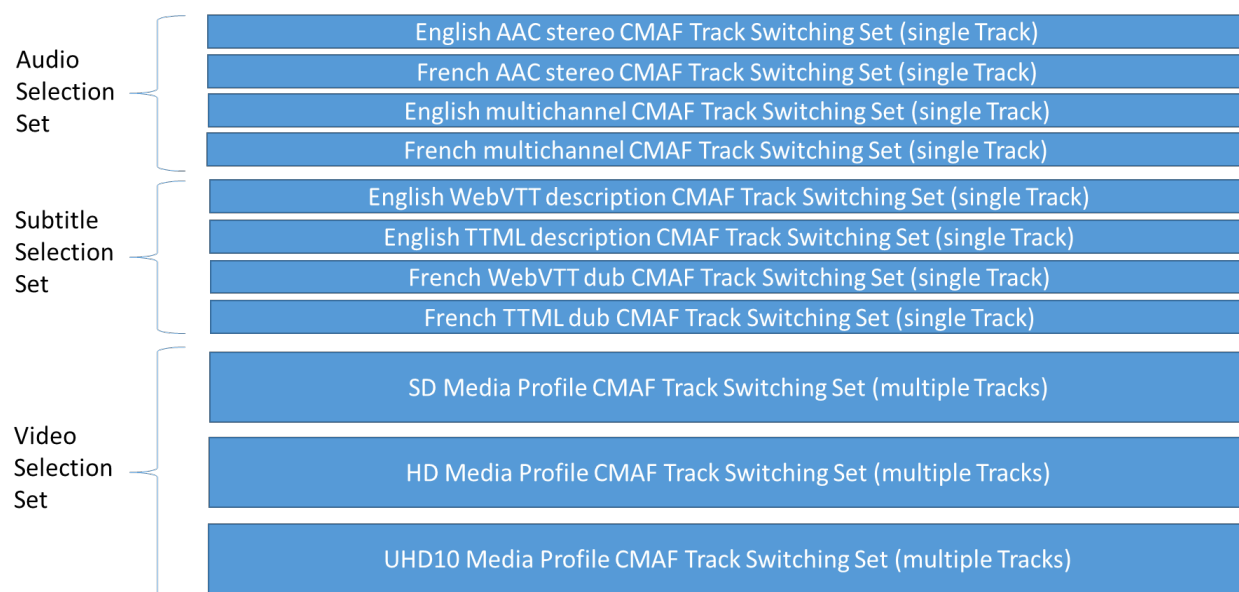 Audio
Selection
Set
English AAC stereo CMAF Track Switching Set (single Track)
French AAC stereo CMAF Track Switching Set (single Track)
English multichannel CMAF Track Switching Set (single Track)
French multichannel CMAF Track Switching Set (single Track)
Subtitle
Selection
Set
English WebVTT description CMAF Track Switching Set (single Track)
English TTML description CMAF Track Switching Set (single Track)
French WebVTT dub CMAF Track Switching Set (single Track)
French TTML dub CMAF Track Switching Set (single Track)
Video
Selection
Set
SD Media Profile CMAF Track Switching Set (multiple Tracks)
HD Media Profile CMAF Track Switching Set (multiple Tracks)
UHD10 Media Profile CMAF Track Switching Set (multiple Tracks)